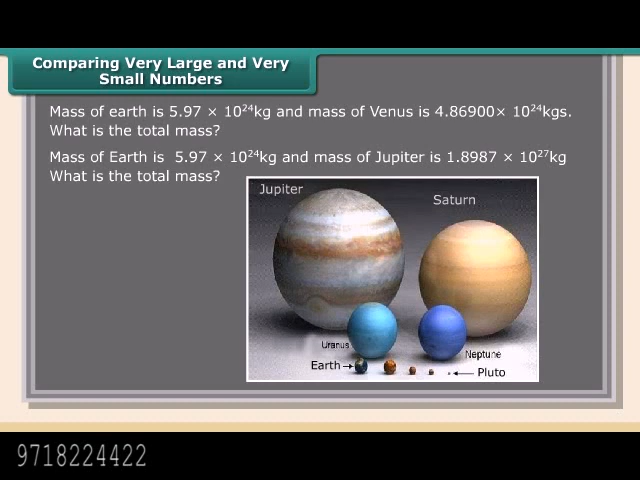 Comparing Very Large and Very
Small Numbers
Mass of earth is 5.97 × 10²⁴kg and mass of Venus is 4.86900× 10²⁴kgs.
What is the total mass?
Mass of Earth is 5.97 × 10²⁴kg and mass of Jupiter is 1.8987 × 10²⁷kg
What is the total mass?
Jupiter
Saturn
Uranus
Neptune
Earth
Pluto
9718224422